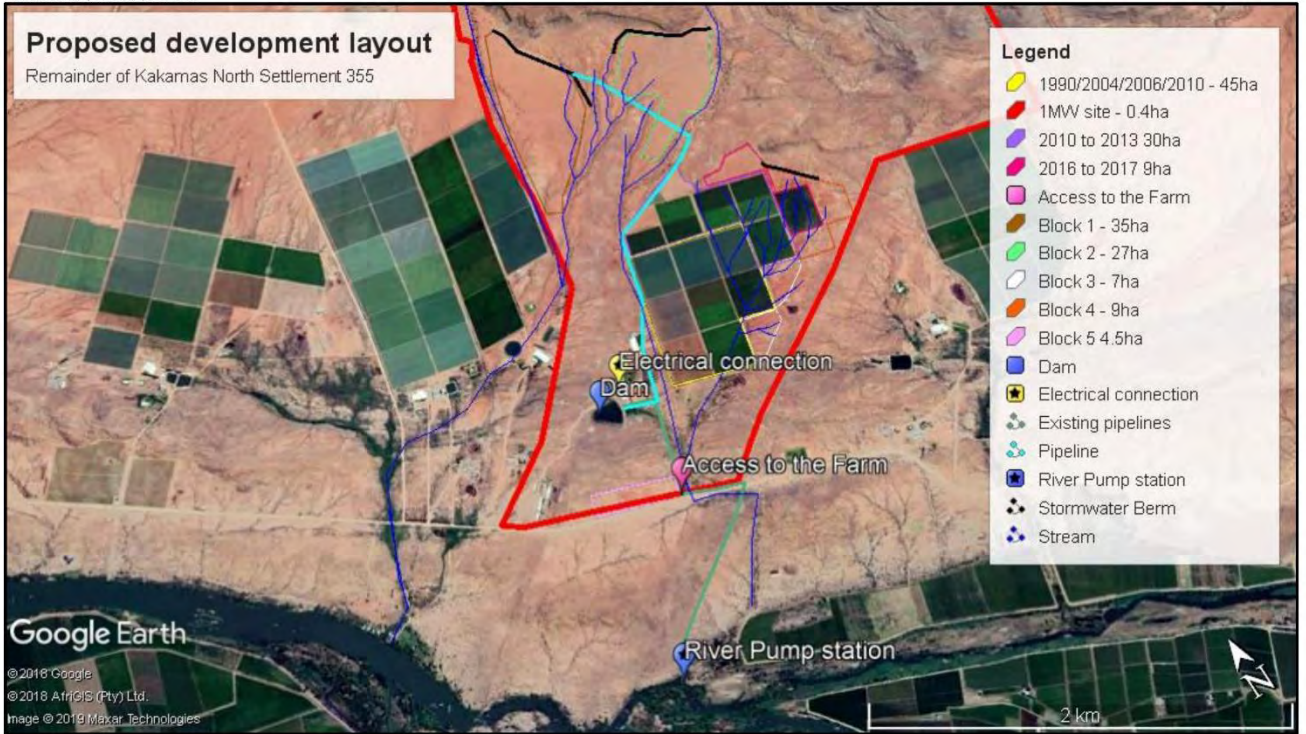 Proposed development layout
Remainder of Kakamas North Settlement 355
Legend
1990/2004/2006/2010 - 45ha
1MW site - 0.4ha
2010 to 2013 30ha
2016 to 2017 9ha
Access to the Farm
Block 1 - 35ha
Block 2 - 27ha
Block 3 - 7ha
Block 4 - 9ha
Block 5 4.5ha
Dam
Electrical connection
Existing pipelines
Pipeline
River Pump station
Stormwater Berm
Stream
Electrical connection
Dam
Access to the Farm
River Pump station
Google Earth
© 2018 Google
© 2018 AfriGIS (Pty) Ltd.
Image © 2019 Maxar Technologies
N
2 km